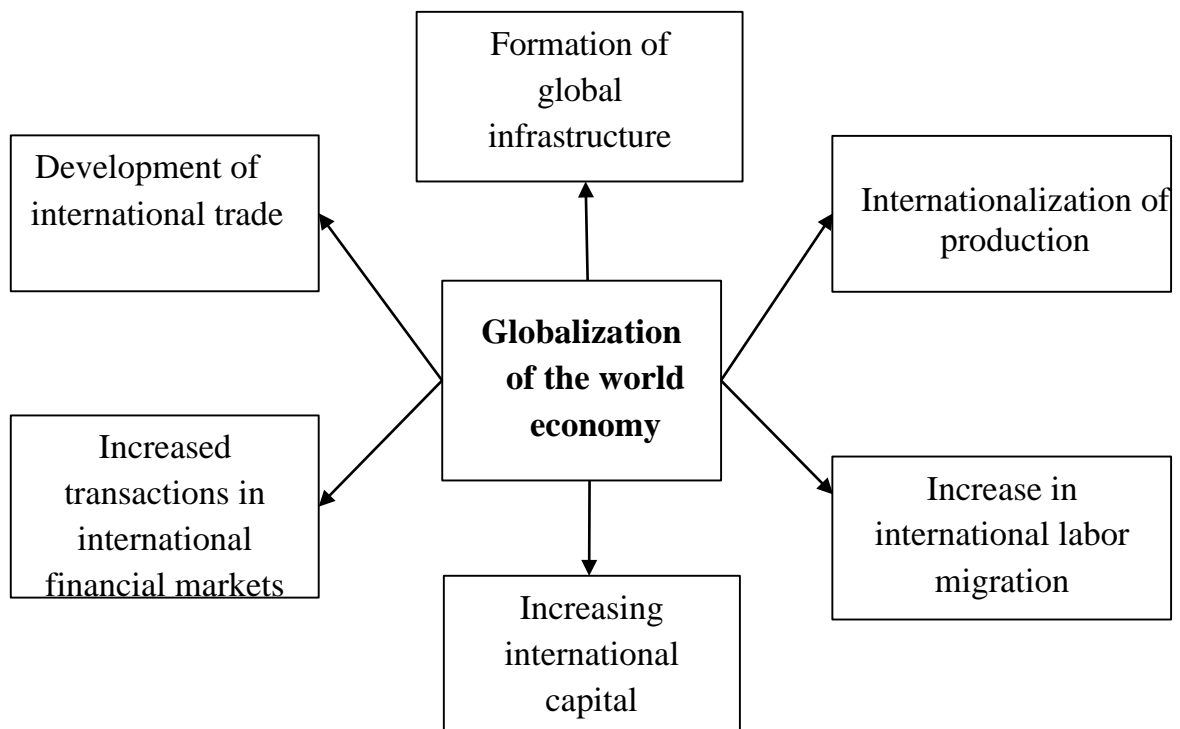 Formation of
global
infrastructure
Development of
international trade
Internationalization of
production
Globalization
of the world
economy
Increased
transactions in
international
financial markets
Increase in
international labor
migration
Increasing
international
capital